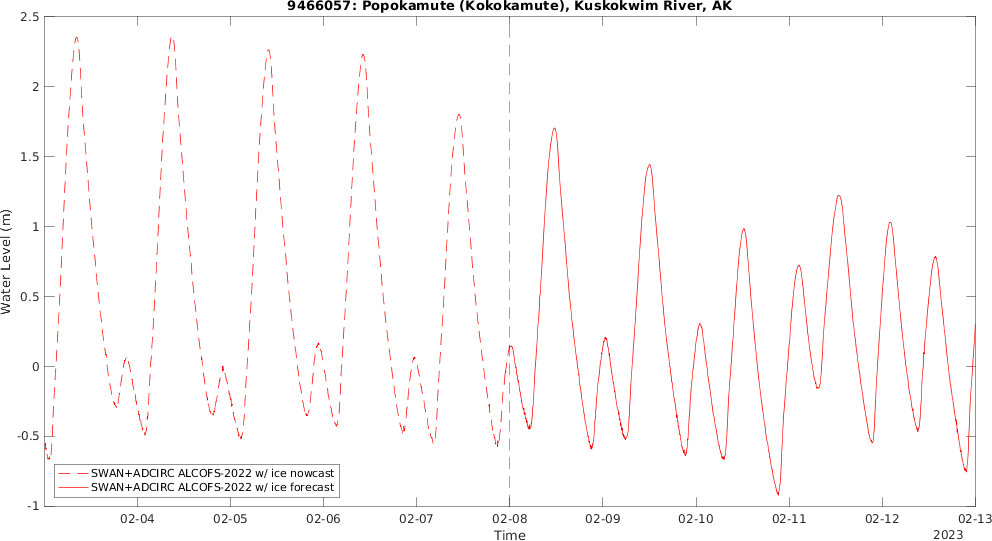 9466057: Popokamute (Kokokamute), Kuskokwim River, AK
2.5
2
1.5
1
0.5
0
-0.5
-1
Water Level (m)
SWAN+ADCIRC ALCOFS-2022 w/ ice nowcast
SWAN+ADCIRC ALCOFS-2022 w/ ice forecast
02-04 02-05 02-06 02-07 02-08 02-09 02-10 02-11 02-12 02-13
Time
2023